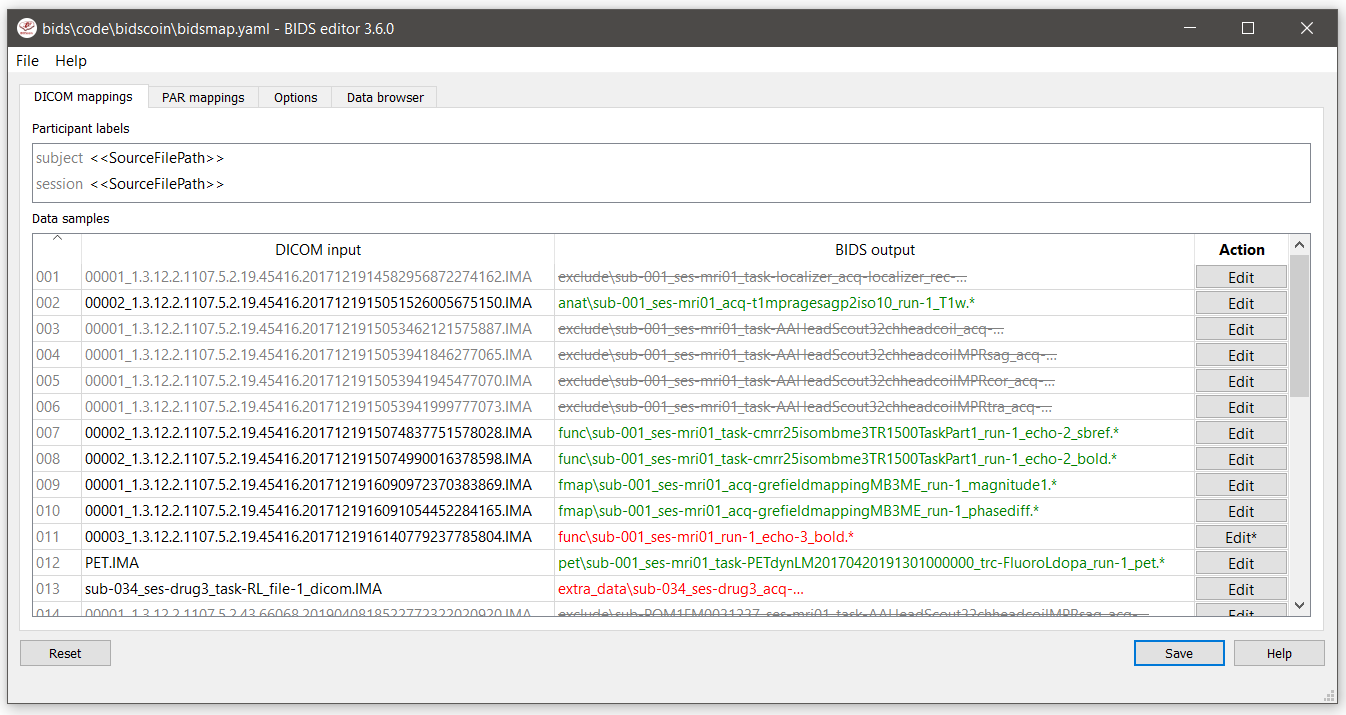 bids\code\bidscoin\bidsmap.yaml - BIDS editor 3.6.0
File Help
DICOM mappings PAR mappings Options Data browser
Participant labels
subject <<SourceFilePath>>
session <<SourceFilePath>>
Data samples
DICOM input BIDS output Action
001 00001_1.3.12.2.1107.5.2.19.45416.2017121914582956872274162.IMA exclude\sub-001_ses-mri01_task-localizer_acq-localizer_rec-... Edit
002 00002_1.3.12.2.1107.5.2.19.45416.2017121915051526005675150.IMA anat\sub-001_ses-mri01_acq-t1mpragesagp2iso10_run-1_T1w.* Edit
003 00001_1.3.12.2.1107.5.2.19.45416.2017121915053462121575887.IMA exclude\sub-001_ses-mri01_task-AAHeadScout32chheadcoil_acq-... Edit
004 00001_1.3.12.2.1107.5.2.19.45416.2017121915053941846277065.IMA exclude\sub-001_ses-mri01_task-AAHeadScout32chheadcoilMPRsag_acq-... Edit
005 00001_1.3.12.2.1107.5.2.19.45416.2017121915053941945477070.IMA exclude\sub-001_ses-mri01_task-AAHeadScout32chheadcoilMPRcor_acq-... Edit
006 00001_1.3.12.2.1107.5.2.19.45416.2017121915053941999777073.IMA exclude\sub-001_ses-mri01_task-AAHeadScout32chheadcoilMPRtra_acq-... Edit
007 00002_1.3.12.2.1107.5.2.19.45416.2017121915074837751578028.IMA func\sub-001_ses-mri01_task-cmrr25isombme3TR1500TaskPart1_run-1_echo-2_sbref.* Edit
008 00002_1.3.12.2.1107.5.2.19.45416.2017121915074990016378598.IMA func\sub-001_ses-mri01_task-cmrr25isombme3TR1500TaskPart1_run-1_echo-2_bold.* Edit
009 00001_1.3.12.2.1107.5.2.19.45416.2017121916090972370383869.IMA fmap\sub-001_ses-mri01_acq-grefieldmappingMB3ME_run-1_magnitude1.* Edit
010 00001_1.3.12.2.1107.5.2.19.45416.2017121916091054452284165.IMA fmap\sub-001_ses-mri01_acq-grefieldmappingMB3ME_run-1_phasediff.* Edit
011 00003_1.3.12.2.1107.5.2.19.45416.2017121916140779237785804.IMA func\sub-001_ses-mri01_run-1_echo-3_bold.* Edit*
012 PET.IMA pet\sub-001_ses-mri01_task-PETdynLM20170420191301000000_trc-FluoroLdopa_run-1_pet.* Edit
013 sub-034_ses-drug3_task-RL_file-1_dicom.IMA extra_data\sub-034_ses-drug3_acq-... Edit
014 00001_1.3.12.2.1107.5.2.43.66068.2019040818522772322020920.IMA Edit
Reset Save Help